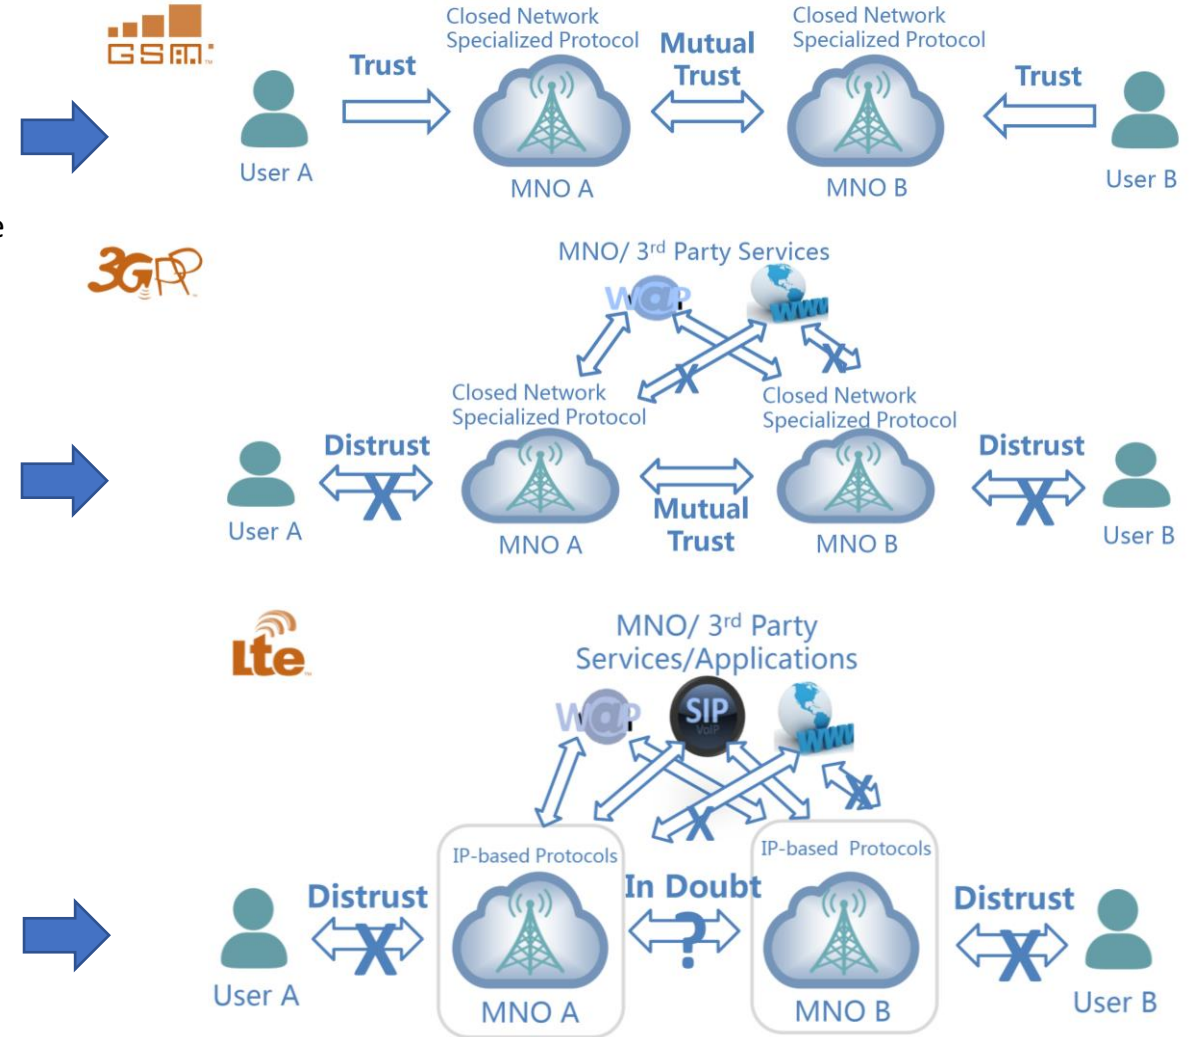 GSM
Closed Network
Specialized Protocol
Closed Network
Specialized Protocol
Trust
Mutual
Trust
Trust
User A
MNO A
MNO B
User B
e
3GPP
MNO/ 3rd Party Services
W@P
WWW
X
X
Closed Network
Specialized Protocol
Closed Network
Specialized Protocol
Distrust
X
Mutual
Trust
Distrust
X
User A
MNO A
MNO B
User B
Lte
MNO/ 3rd Party
Services/Applications
W@P
SIP
VoIP
WWW
X
X
IP-based Protocols
IP-based Protocols
Distrust
X
In Doubt
?
Distrust
X
User A
MNO A
MNO B
User B